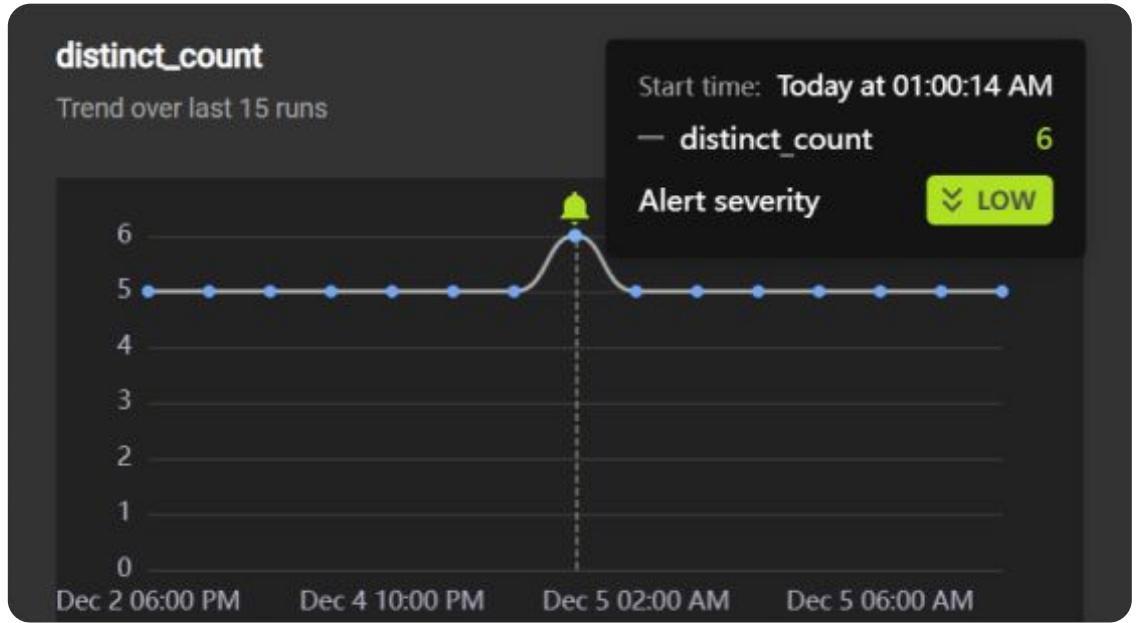 distinct_count
Trend over last 15 runs
Start time: Today at 01:00:14 AM
distinct_count 6
Alert severity LOW
6
5
4
3
2
1
0
Dec 2 06:00 PM Dec 4 10:00 PM Dec 5 02:00 AM Dec 5 06:00 AM